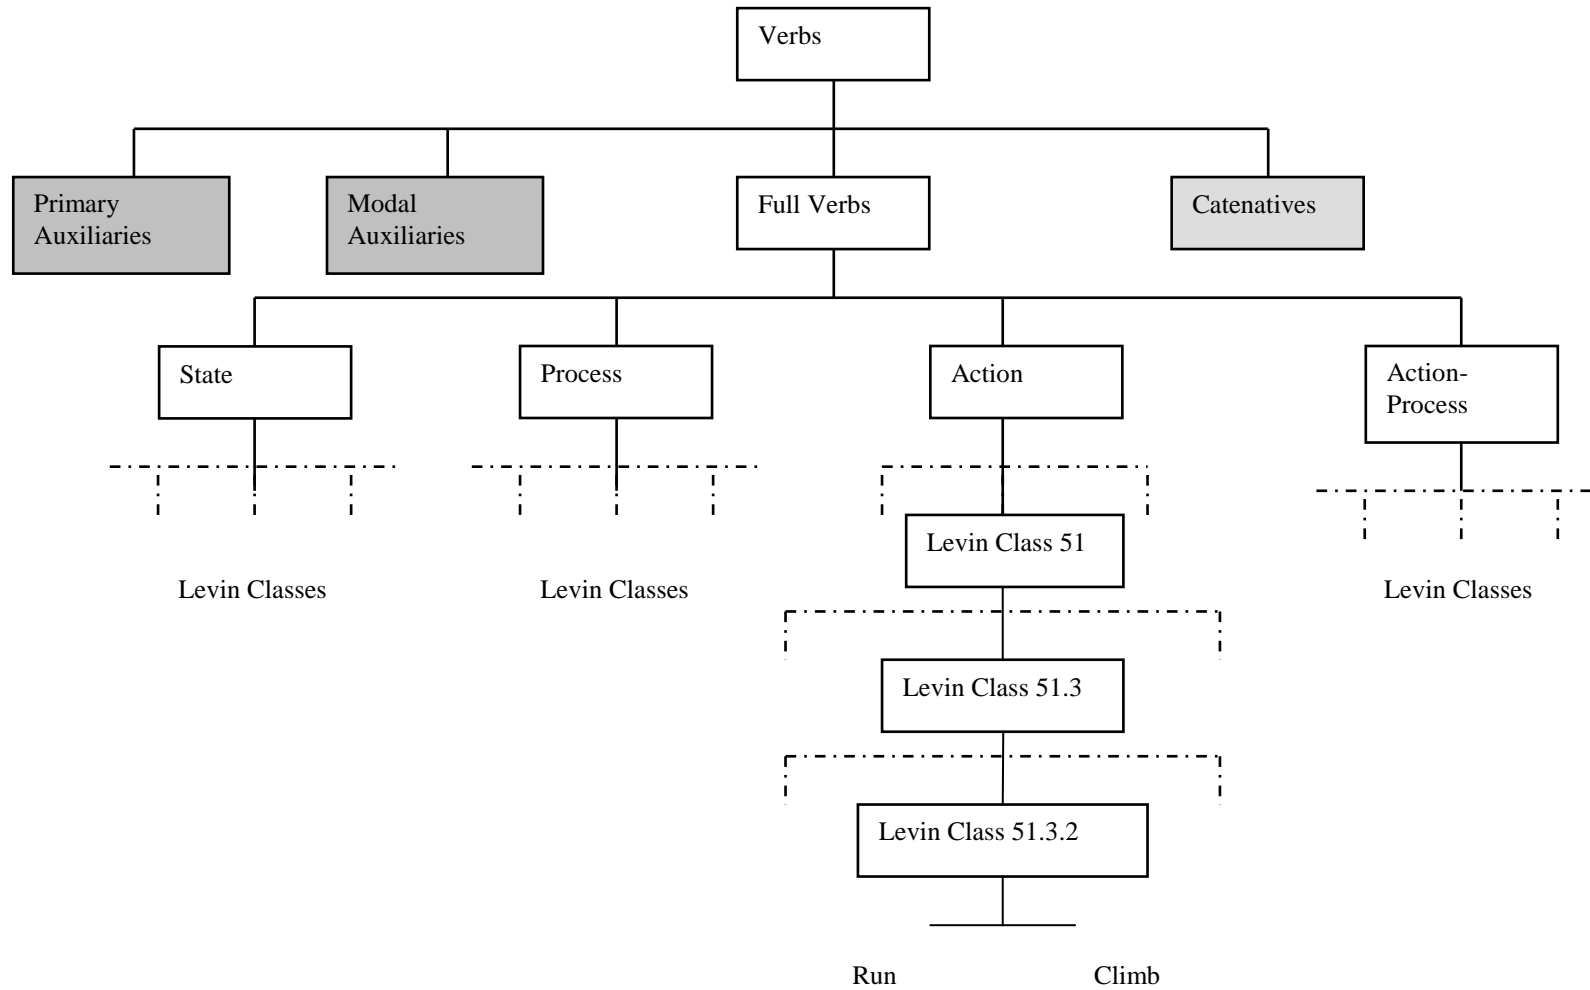 Verbs
Primary
Auxiliaries
Modal
Auxiliaries
Full Verbs
Catenatives
State
Process
Action
Action-
Process
Levin Class 51
Levin Classes
Levin Classes
Levin Classes
Levin Class 51.3
Levin Class 51.3.2
Run
Climb